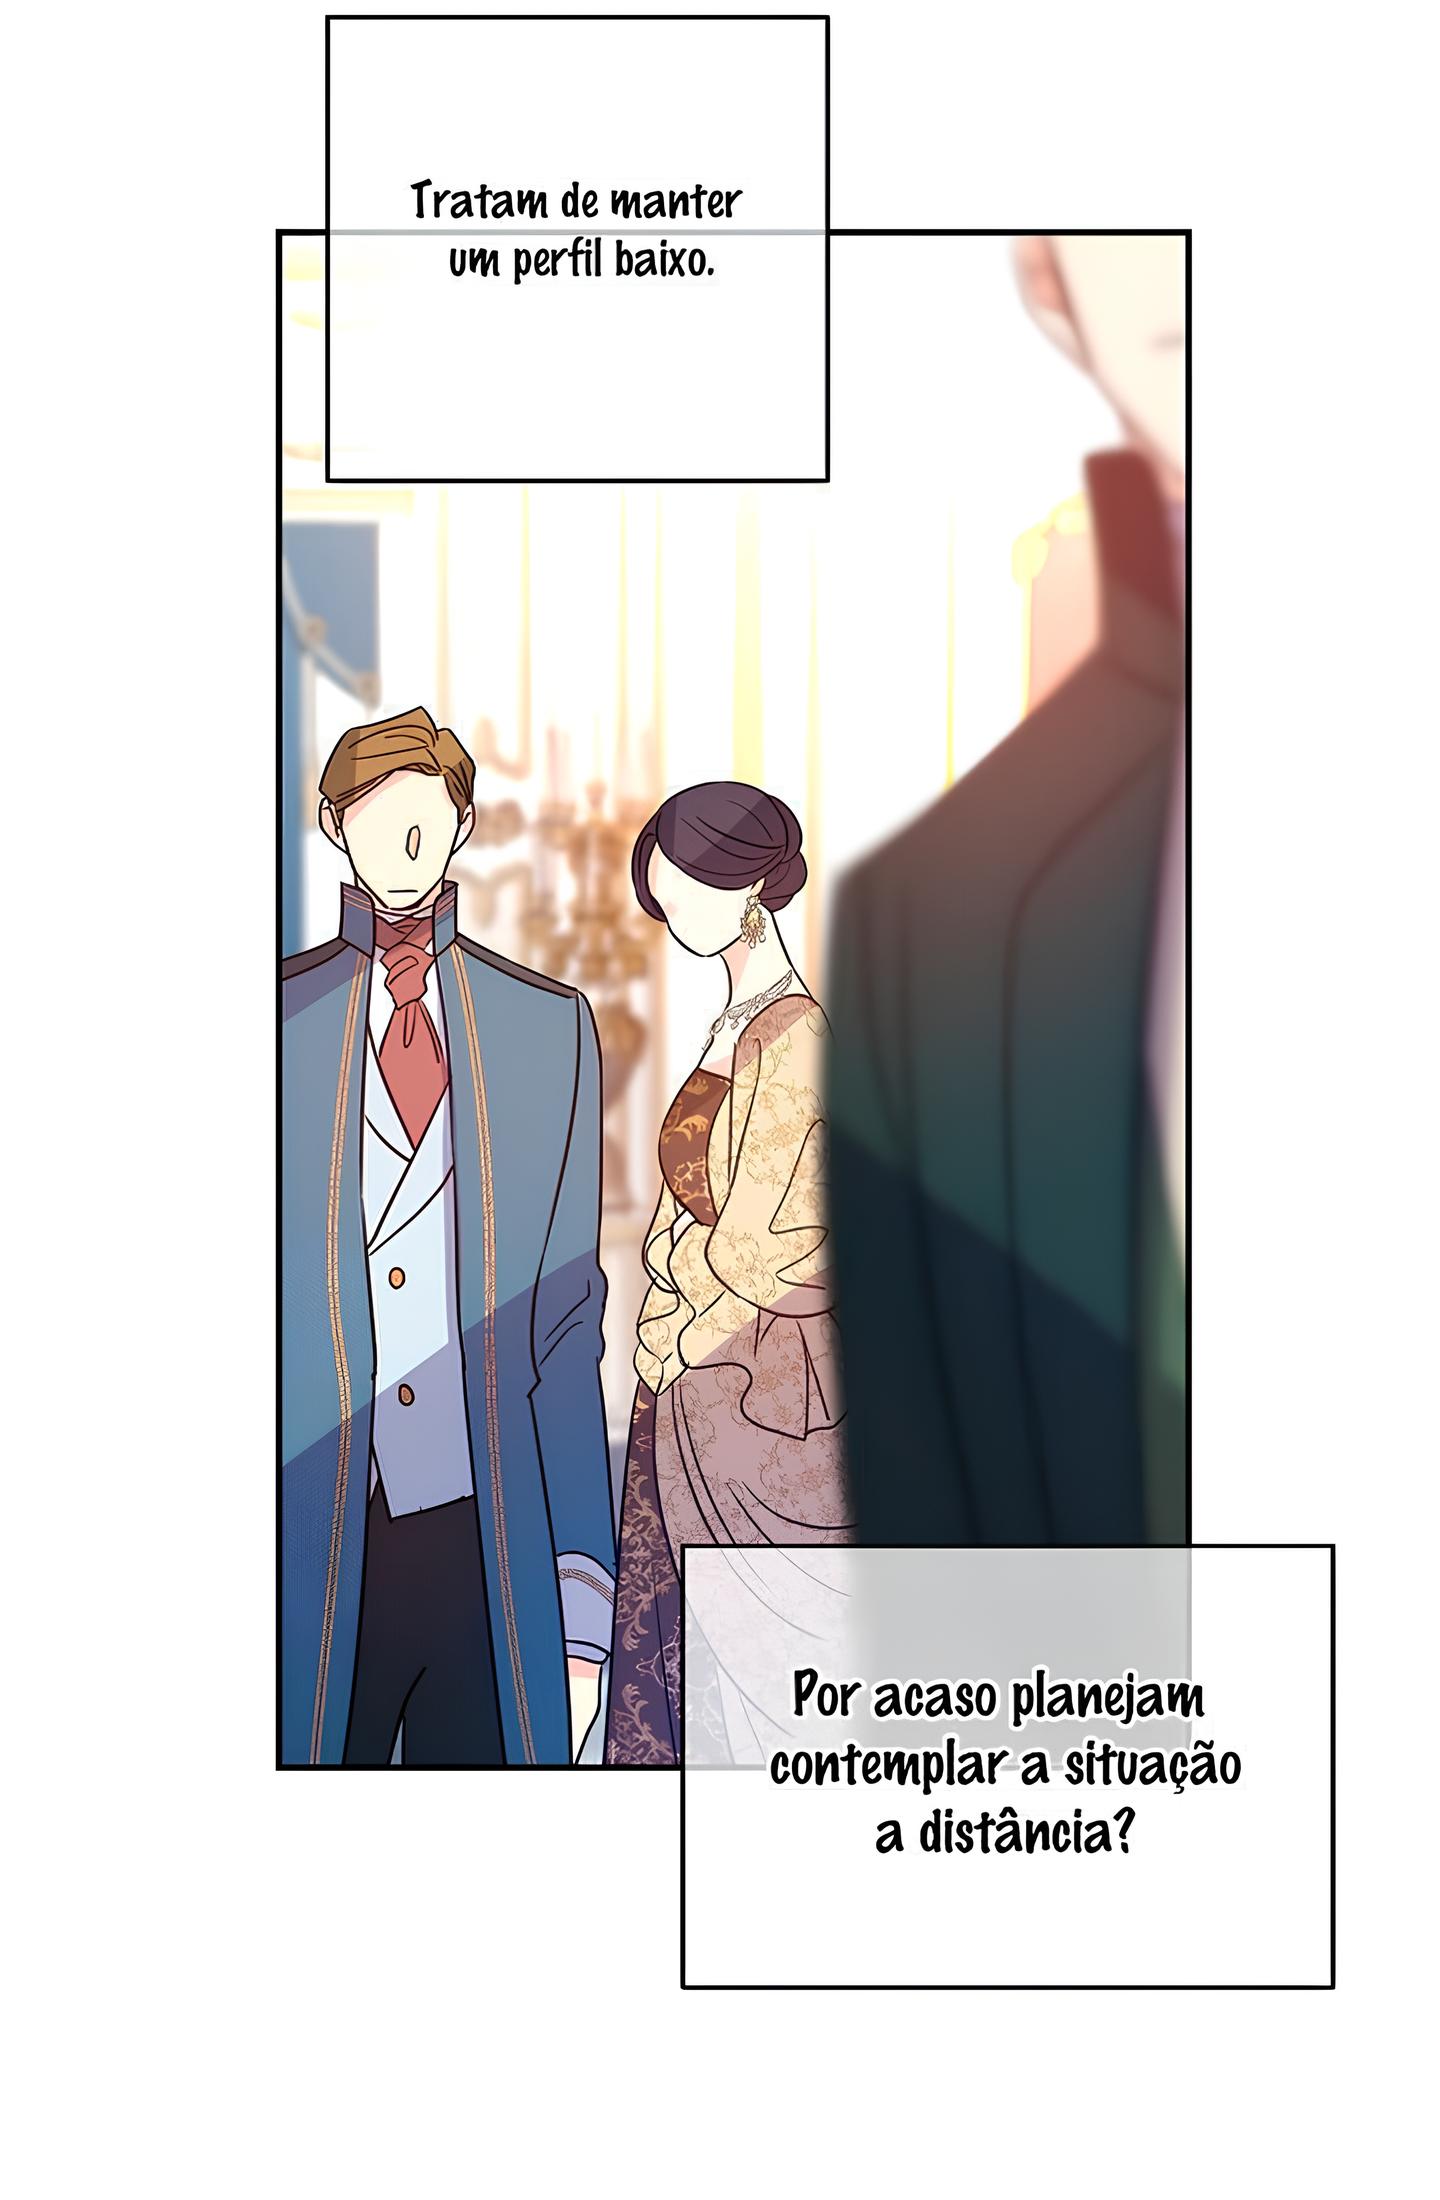 Tratam de manter
um perfil baixo.
Por acaso planejam
contemplar a situação
a distância?